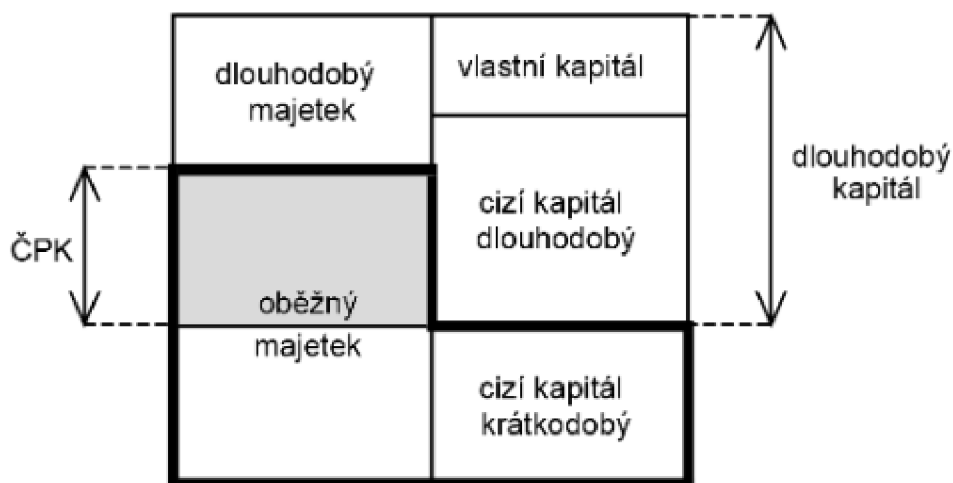 dlouhodobý
majetek
vlastní kapitál
dlouhodobý
kapitál
cizí kapitál
dlouhodobý
ČPK
oběžný
majetek
cizí kapitál
krátkodobý